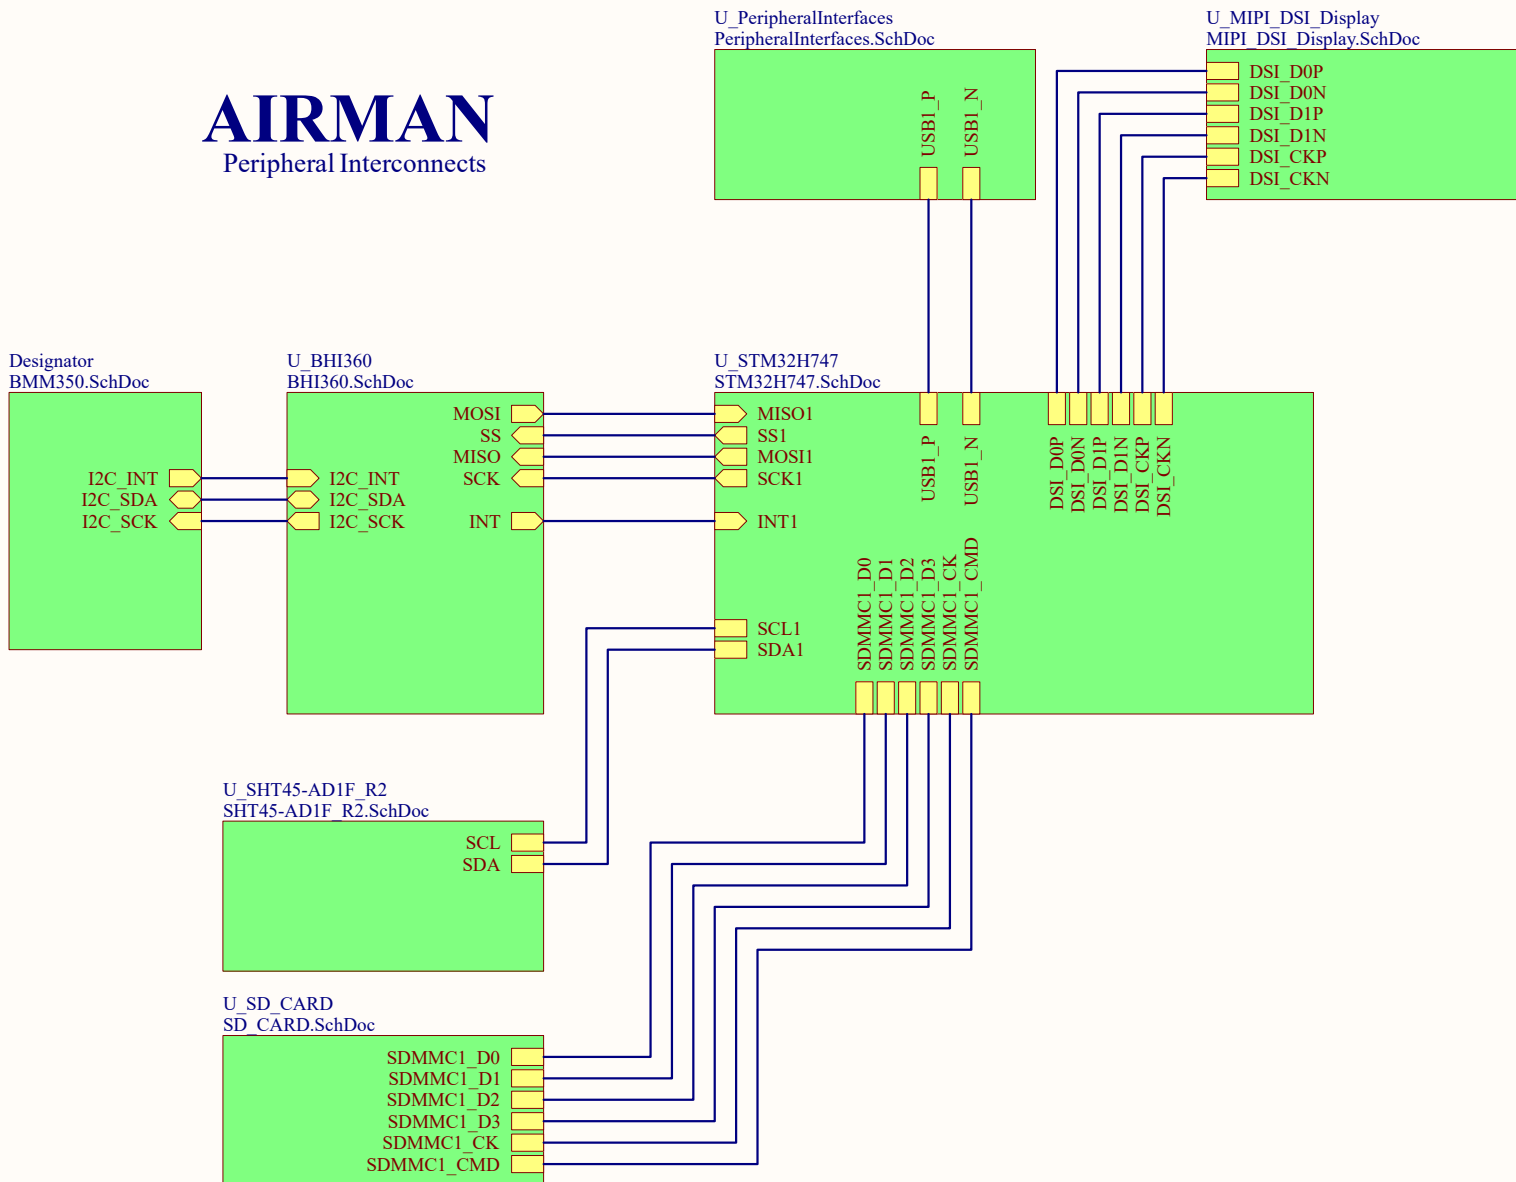 U_PeripheralInterfaces
PeripheralInterfaces.SchDoc
U_MIPI_DSI_Display
MIPI_DSI_Display.SchDoc
USB1_P
USB1_N
DSI_D0P
DSI_D0N
DSI_D1P
DSI_D1N
DSI_CKP
DSI_CKN
AIRMAN
Peripheral Interconnects
Designator
BMM350.SchDoc
I2C_INT
I2C_SDA
I2C_SCK
U_BHI360
BHI360.SchDoc
I2C_INT
I2C_SDA
I2C_SCK
MOSI
SS
MISO
SCK
INT
U_STM32H747
STM32H747.SchDoc
MISO1
SS1
MOSI1
SCK1
INT1
SCL1
SDA1
USB1_P
USB1_N
DSI_D0P
DSI_D0N
DSI_D1P
DSI_D1N
DSI_CKP
DSI_CKN
SDMMC1_D0
SDMMC1_D1
SDMMC1_D2
SDMMC1_D3
SDMMC1_CK
SDMMC1_CMD
U_SHT45-AD1F_R2
SHT45-AD1F_R2.SchDoc
SCL
SDA
U_SD_CARD
SD_CARD.SchDoc
SDMMC1_D0
SDMMC1_D1
SDMMC1_D2
SDMMC1_D3
SDMMC1_CK
SDMMC1_CMD